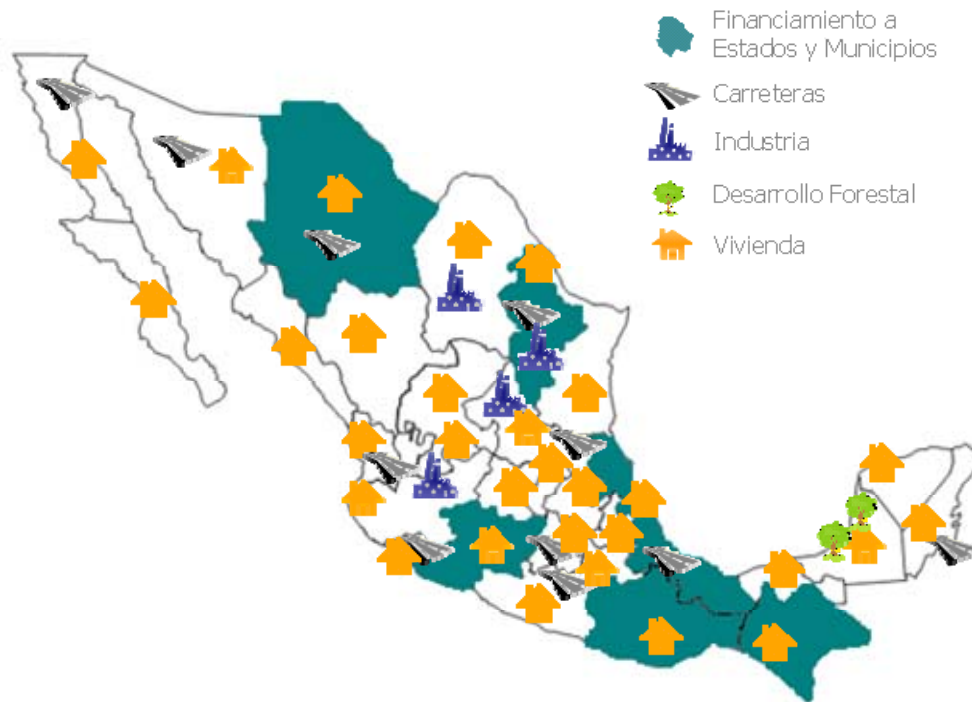 Financiamiento a
Estados y Municipios
Carreteras
Industria
Desarrollo Forestal
Vivienda